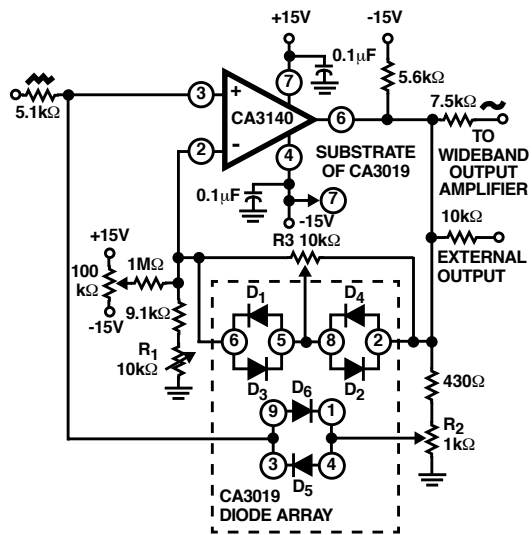 +15V
-15V
0.1μF
5.6kΩ
7
5.1kΩ
3
+
CA3140
6
7.5kΩ
2
-
4
SUBSTRATE
OF CA3019
TO
WIDEBAND
OUTPUT
AMPLIFIER
0.1μF
7
-15V
10kΩ
EXTERNAL
OUTPUT
+15V
R3 10kΩ
100
kΩ
1MΩ
-15V
9.1kΩ
R1
10kΩ
D1
D4
6
5
8
2
D3
D2
430Ω
D6
9
1
R2
1kΩ
3
4
D5
CA3019
DIODE ARRAY